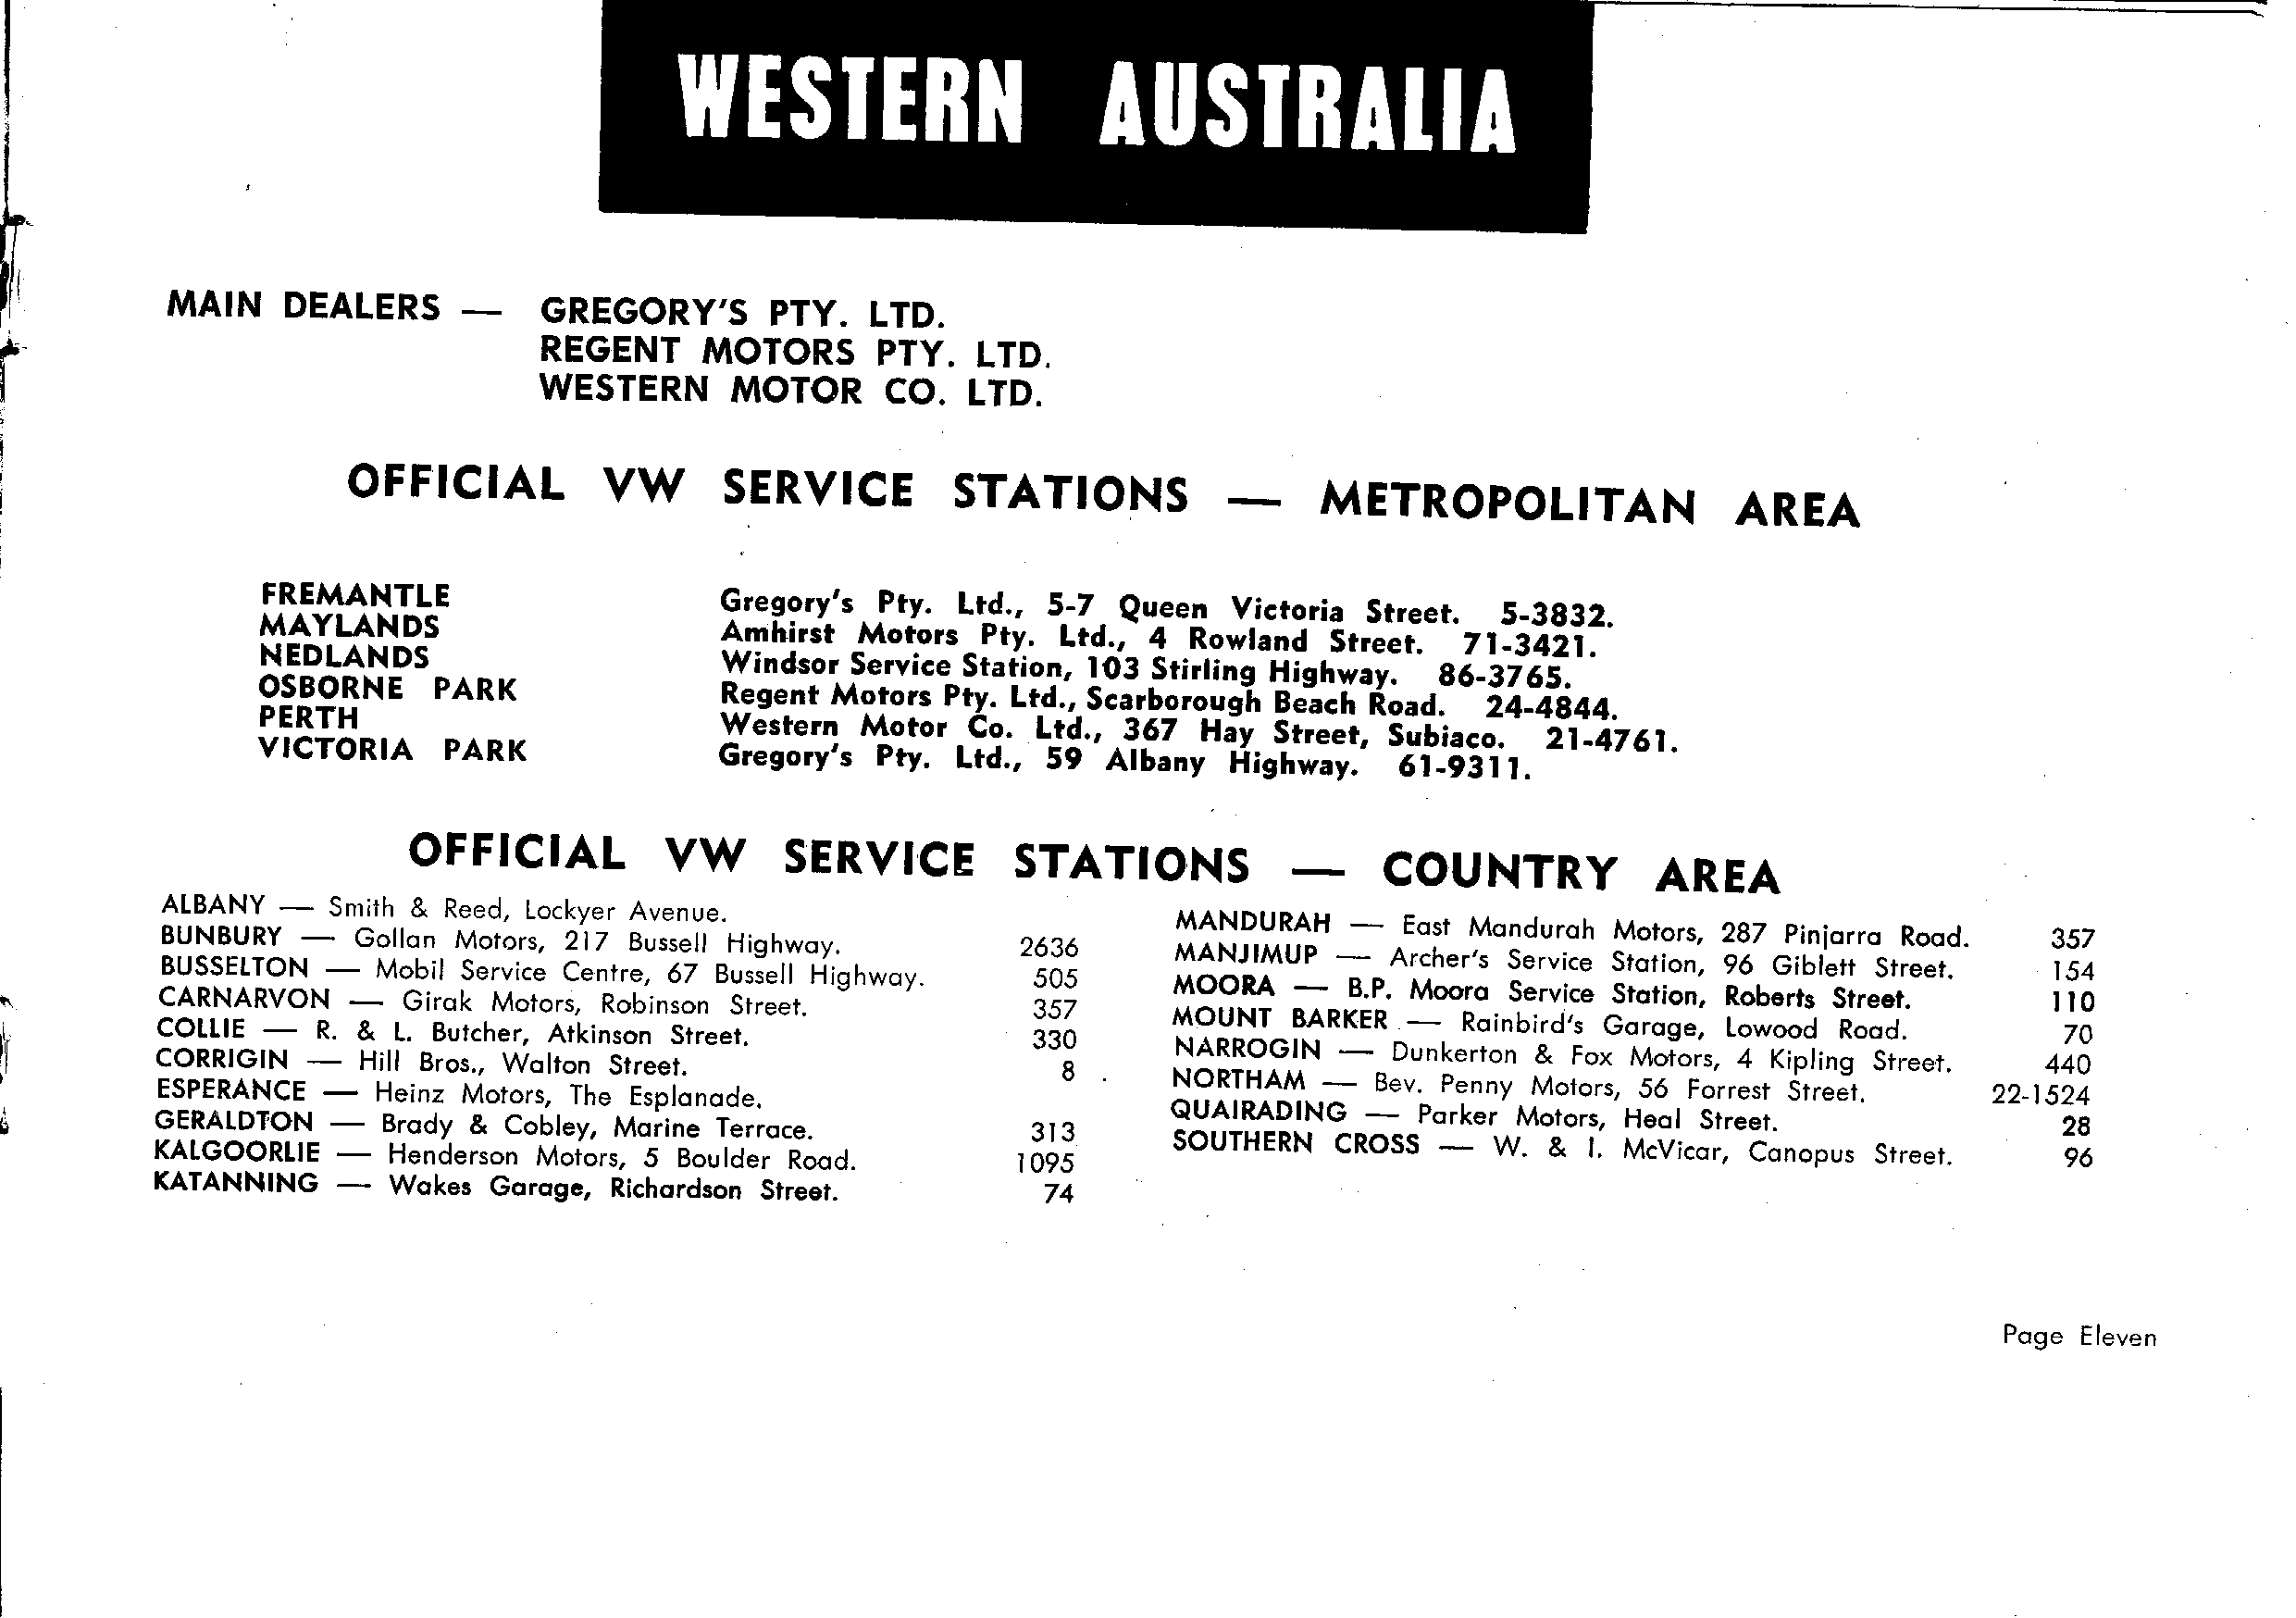 WESTERN AUSTRALIA
MAIN DEALERS — GREGORY'S PTY. LTD.
REGENT MOTORS PTY. LTD.
WESTERN MOTOR CO. LTD.
OFFICIAL VW SERVICE STATIONS — METROPOLITAN AREA
FREMANTLE Gregory's Pty. Ltd., 5-7 Queen Victoria Street. 5-3832.
MAYLANDS Amhirst Motors Pty. Ltd., 4 Rowland Street. 71-3421.
NEDLANDS Windsor Service Station, 103 Stirling Highway. 86-3765.
OSBORNE PARK Regent Motors Pty. Ltd., Scarborough Beach Road. 24-4844.
PERTH Western Motor Co. Ltd., 367 Hay Street, Subiaco. 21-4761.
VICTORIA PARK Gregory's Pty. Ltd., 59 Albany Highway. 61-9311.
OFFICIAL VW SERVICE STATIONS — COUNTRY AREA
ALBANY — Smith & Reed, Lockyer Avenue.
BUNBURY — Gollan Motors, 217 Bussell Highway. 2636
BUSSELTON — Mobil Service Centre, 67 Bussell Highway. 505
CARNARVON — Girak Motors, Robinson Street. 357
COLLIE — R. & L. Butcher, Atkinson Street. 330
CORRIGIN — Hill Bros., Walton Street. 8
ESPERANCE — Heinz Motors, The Esplanade.
GERALDTON — Brady & Cobley, Marine Terrace. 313
KALGOORLIE — Henderson Motors, 5 Boulder Road. 1095
KATANNING — Wakes Garage, Richardson Street. 74
MANDURAH — East Mandurah Motors, 287 Pinjarra Road. 357
MANJIMUP — Archer's Service Station, 96 Giblett Street. 154
MOORA — B.P. Moora Service Station, Roberts Street. 110
MOUNT BARKER — Rainbird's Garage, Lowood Road. 70
NARROGIN — Dunkerton & Fox Motors, 4 Kipling Street. 440
NORTHAM — Bev. Penny Motors, 56 Forrest Street. 22-1524
QUAIRADING — Parker Motors, Heal Street. 28
SOUTHERN CROSS — W. & I. McVicar, Canopus Street. 96
Page Eleven